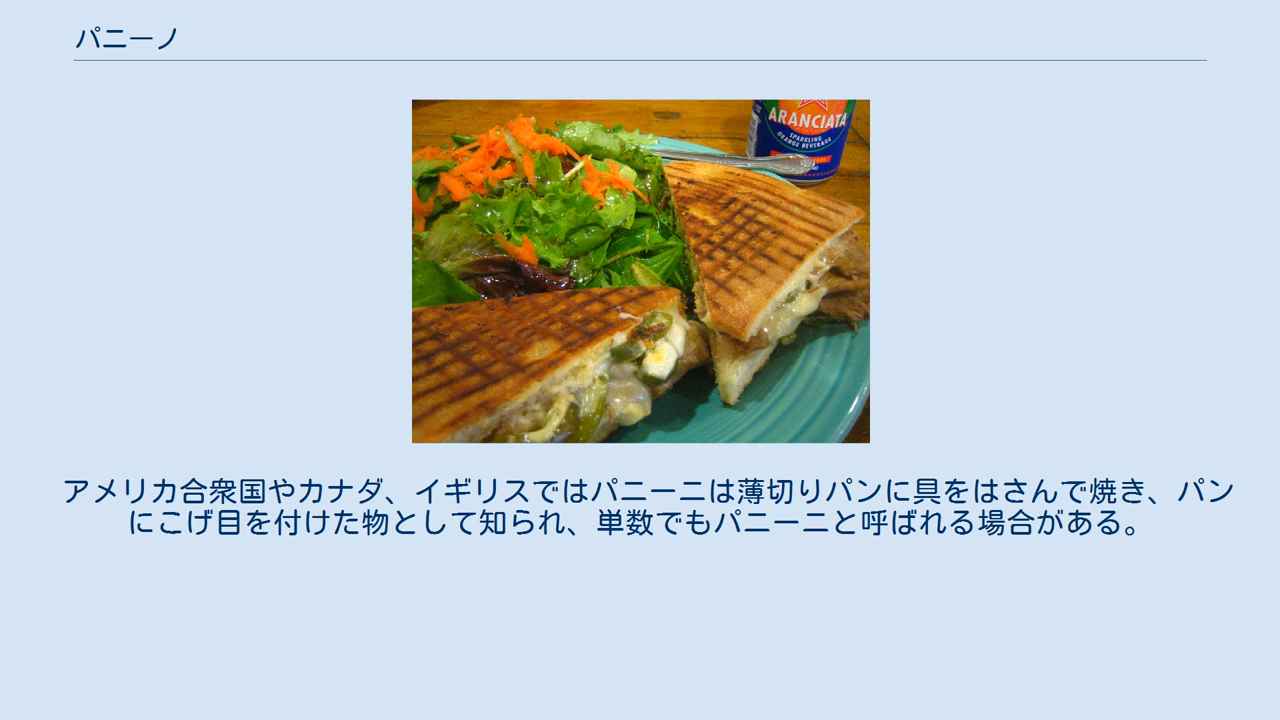 パニーノ
ARANCIATA
SPARKLING
ORANGE BEVERAGE
アメリカ合衆国やカナダ、イギリスではパニーニは薄切りパンに具をはさんで焼き、パン
にこげ目を付けた物として知られ、単数でもパニーニと呼ばれる場合がある。